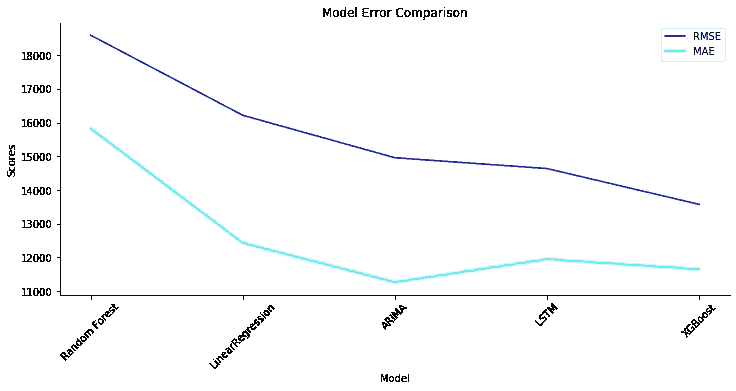 Model Error Comparison
RMSE
MAE
18000
17000
16000
15000
14000
13000
12000
11000
Scores
Random Forest
LinearRegression
ARIMA
LSTM
XGBoost
Model